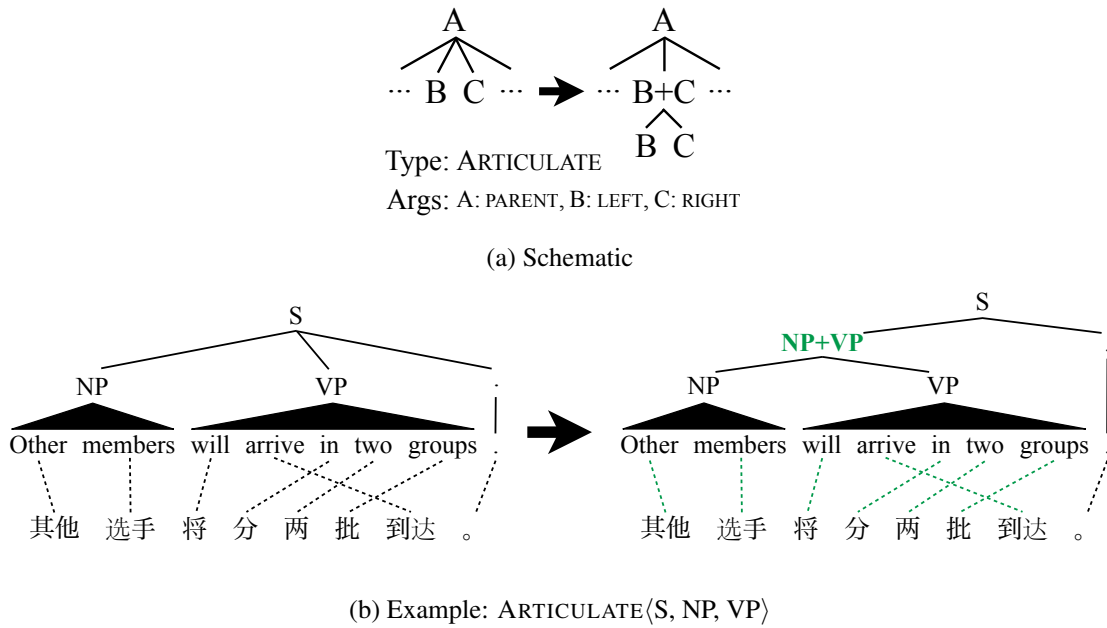 A A
... B C ... ... B+C ...
B C
Type: ARTICULATE
Args: A: PARENT, B: LEFT, C: RIGHT
(a) Schematic
S S
NP+VP
NP VP . NP VP .
Other members will arrive in two groups . Other members will arrive in two groups
其他 选手 将 分 两 批 到达 。 其他 选手 将 分 两 批 到达 。
(b) Example: ARTICULATE⟨S, NP, VP⟩